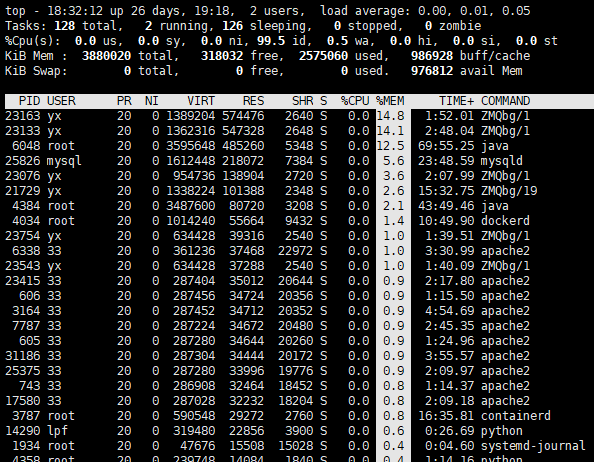 top - 18:32:12 up 26 days, 19:18,  2 users,  load average: 0.00, 0.01, 0.05
Tasks: 128 total,   2 running, 126 sleeping,   0 stopped,   0 zombie
%Cpu(s):  0.0 us,  0.0 sy,  0.0 ni, 99.5 id,  0.5 wa,  0.0 hi,  0.0 si,  0.0 st
KiB Mem :  3880020 total,   318032 free,  2575060 used,   986928 buff/cache
KiB Swap:        0 total,        0 free,        0 used.   976812 avail Mem
PID USER      PR  NI    VIRT    RES    SHR S  %CPU %MEM     TIME+ COMMAND
23163 yx        20   0 1389204 574476   2640 S   0.0 14.8   1:52.01 ZMQbg/1
23133 yx        20   0 1362316 547328   2648 S   0.0 14.1   2:48.04 ZMQbg/1
6048 root      20   0 3595648 485260   5348 S   0.0 12.5  69:55.25 java
25826 mysql     20   0 1612448 218072   7384 S   0.0  5.6  23:48.59 mysqld
23076 yx        20   0  954736 138904   2720 S   0.0  3.6   2:07.99 ZMQbg/1
21729 yx        20   0 1338224 101388   2348 S   0.0  2.6  15:32.75 ZMQbg/19
4384 root      20   0 3487600  80720   3208 S   0.0  2.1  43:49.46 java
4034 root      20   0 1014240  55664   9432 S   0.0  1.4  10:49.90 dockerd
23754 yx        20   0  634428  39316   2540 S   0.0  1.0   1:39.51 ZMQbg/1
6338 33        20   0  361236  37468  22972 S   0.0  1.0   3:30.99 apache2
23543 yx        20   0  634428  37288   2540 S   0.0  1.0   1:40.09 ZMQbg/1
23415 33        20   0  287404  35012  20644 S   0.0  0.9   2:17.80 apache2
606 33        20   0  287456  34724  20356 S   0.0  0.9   1:15.50 apache2
3164 33        20   0  287452  34712  20352 S   0.0  0.9   4:54.69 apache2
7787 33        20   0  287224  34672  20480 S   0.0  0.9   2:45.35 apache2
605 33        20   0  287280  34644  20260 S   0.0  0.9   1:24.96 apache2
31186 33        20   0  287304  34444  20172 S   0.0  0.9   3:55.57 apache2
25375 33        20   0  287280  33996  19776 S   0.0  0.9   2:09.97 apache2
743 33        20   0  286908  32464  18452 S   0.0  0.8   1:14.37 apache2
17580 33        20   0  287028  32232  18204 S   0.0  0.8   2:09.18 apache2
3787 root      20   0  590548  29272   2760 S   0.0  0.8  16:35.81 containerd
14290 lpf       20   0  319480  22856   3900 S   0.0  0.6   0:26.69 python
1934 root      20   0   47676  15508  15028 S   0.0  0.4   0:04.60 systemd-journal
4358 root      20   0  239748  14084   1840 S   0.0  0.4   1:14.16 python